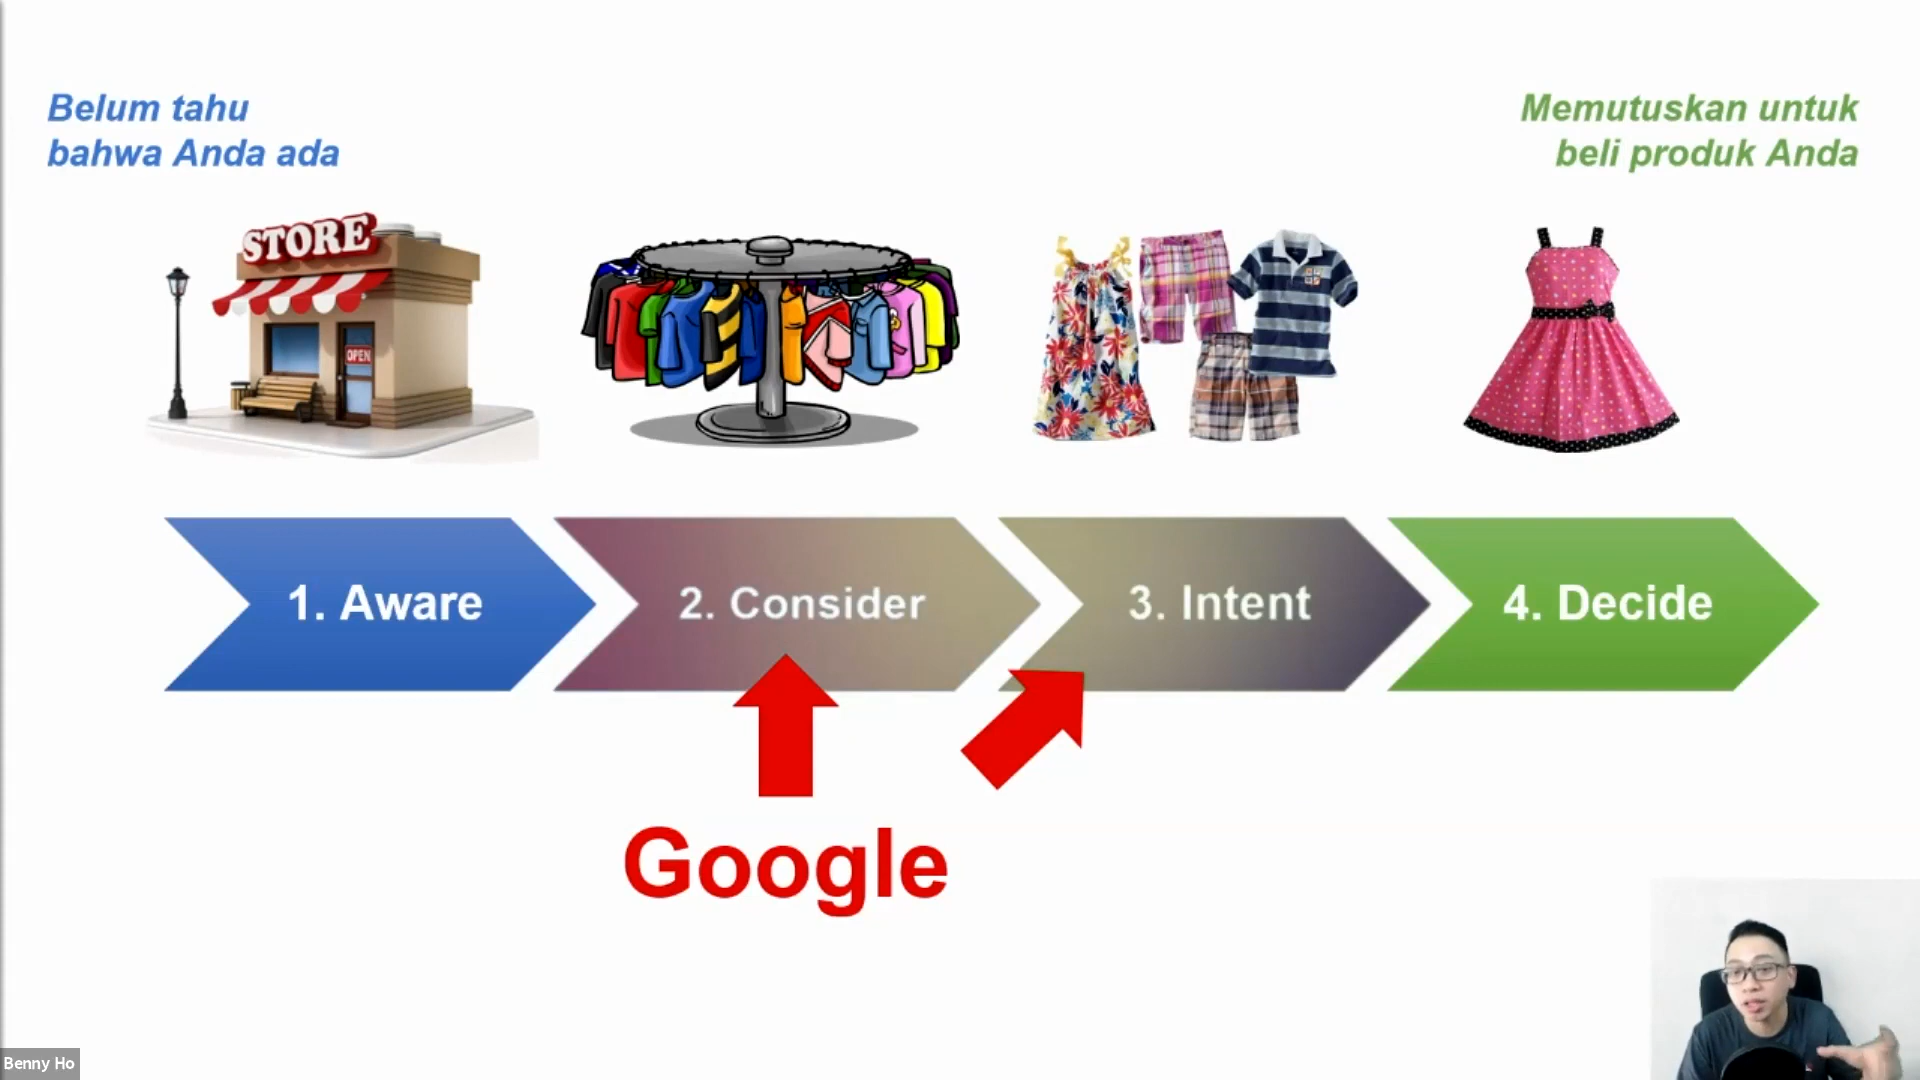 Belum tahu
bahwa Anda ada
Memutuskan untuk
beli produk Anda
STORE
OPEN
1. Aware
2. Consider
3. Intent
4. Decide
Google
Benny Ho